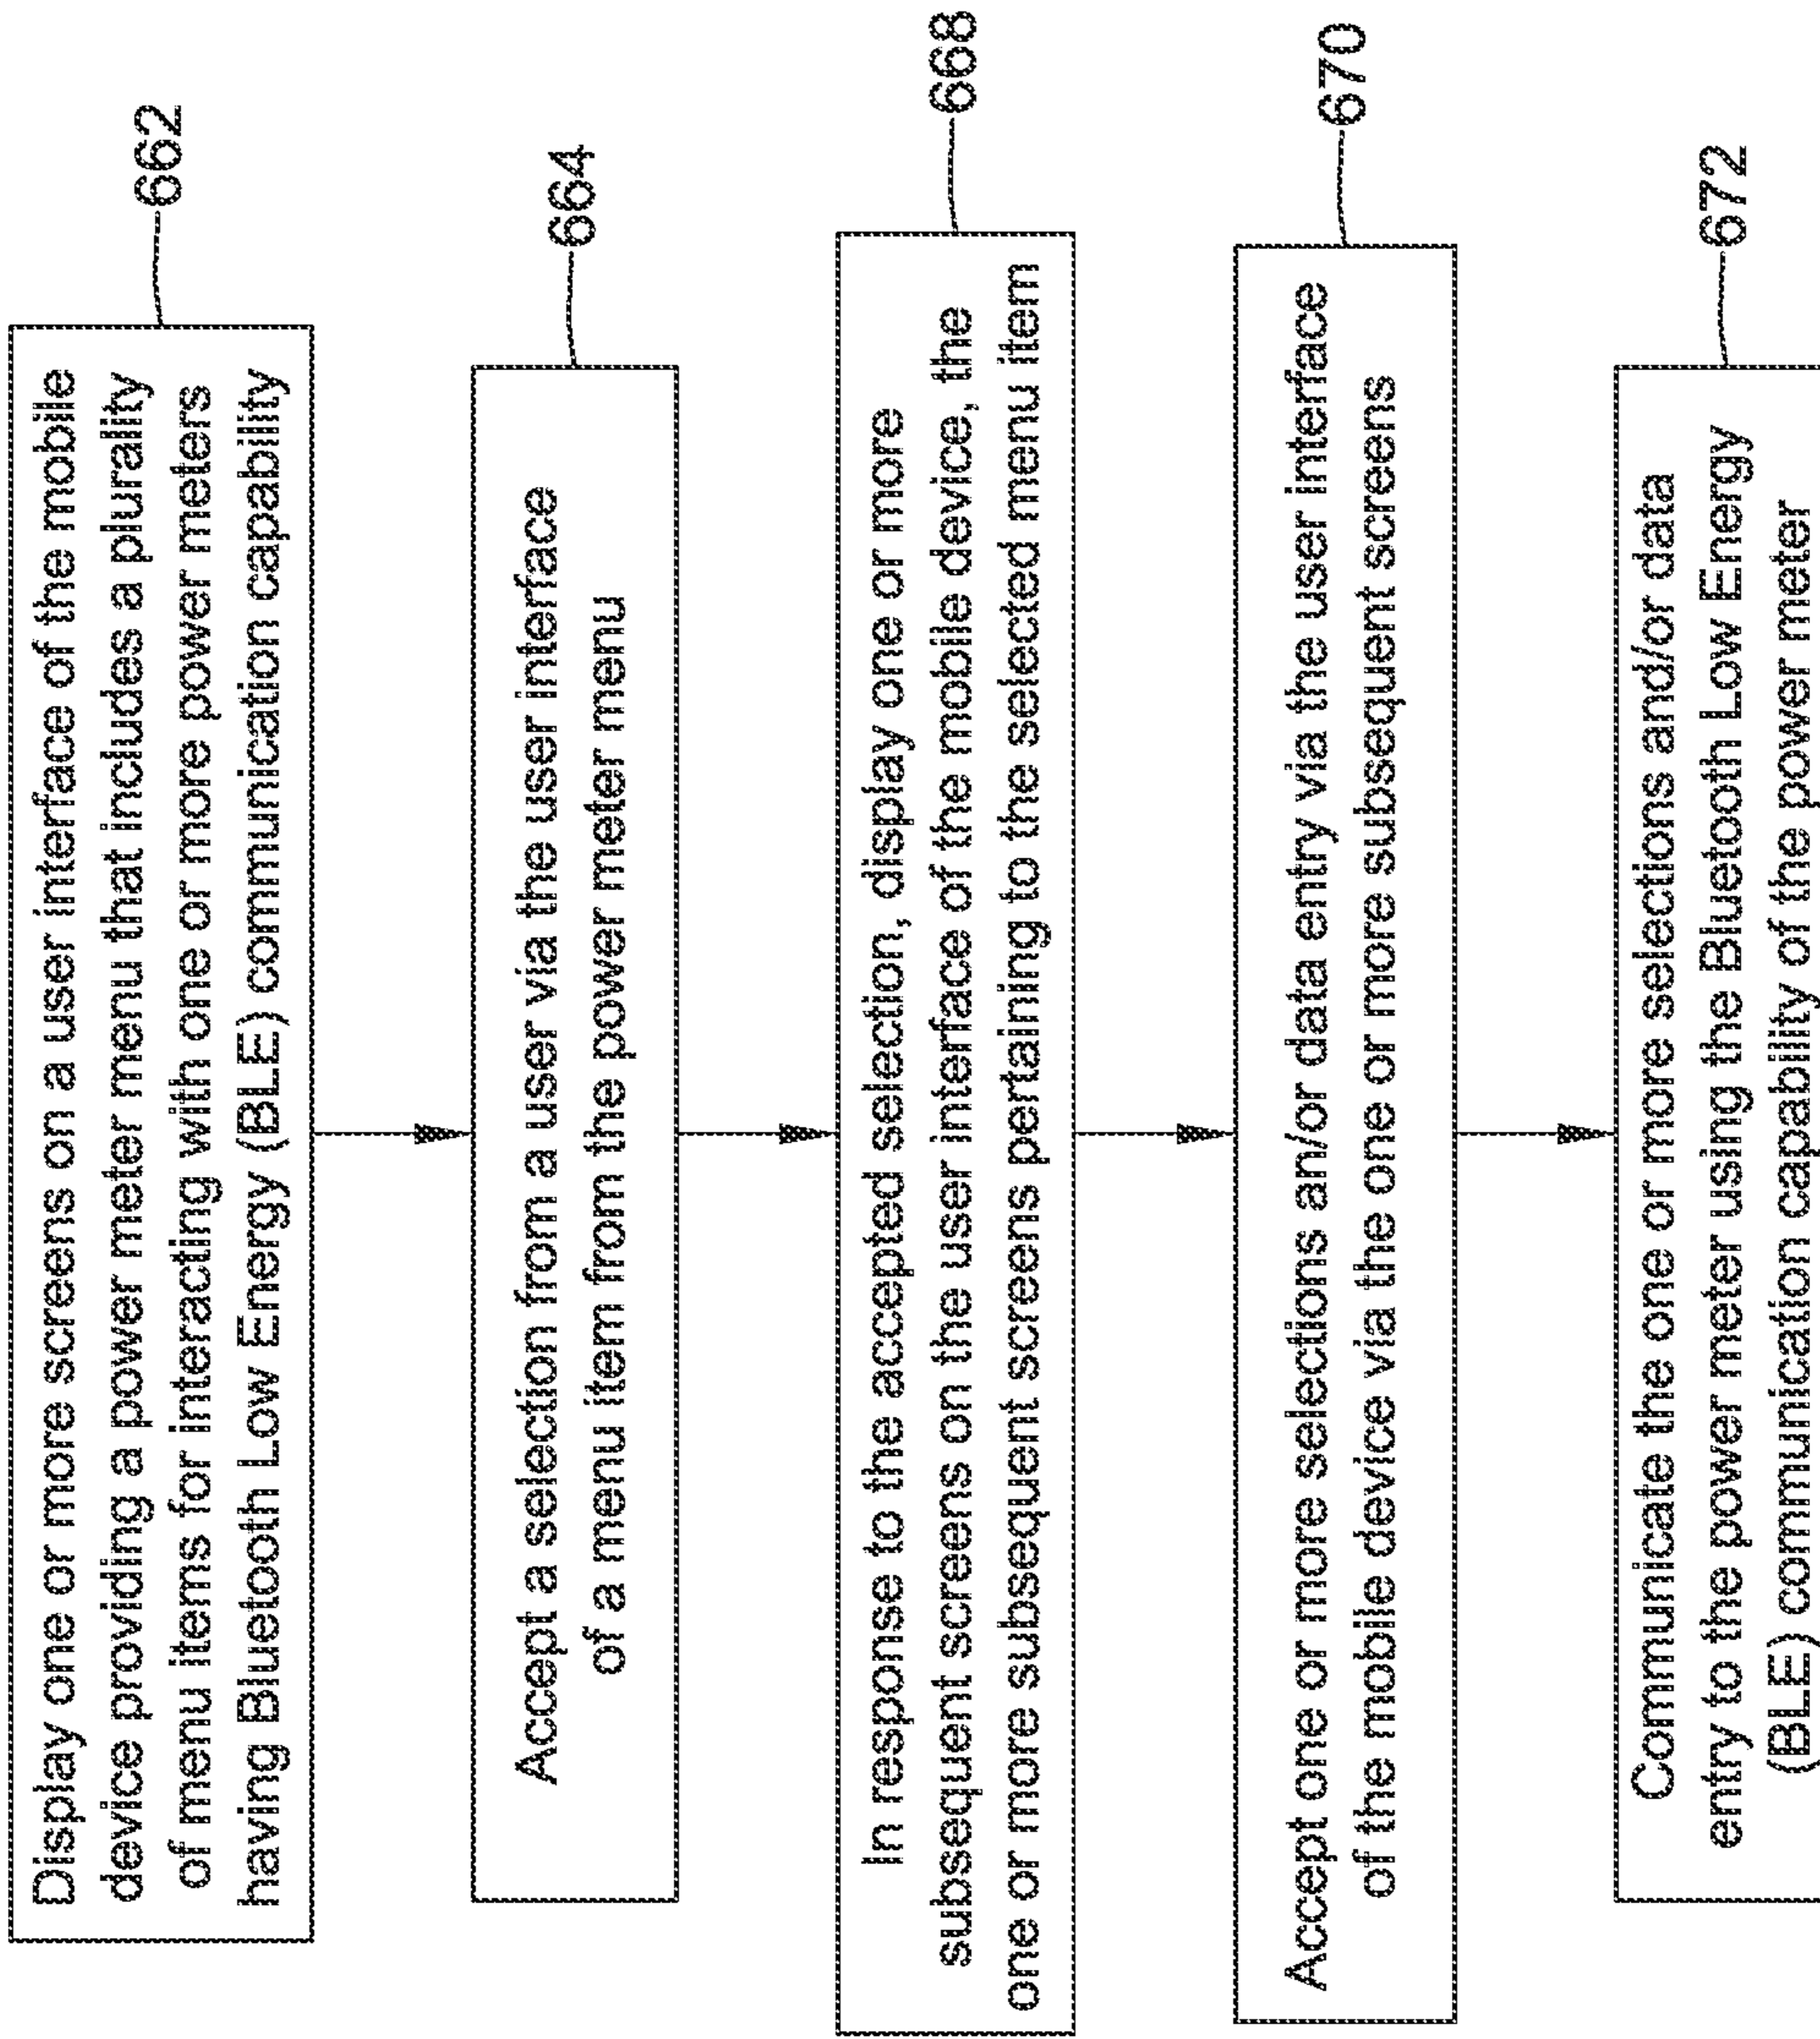 Display one or more screens on a user interface of the mobile
device providing a power meter menu that includes a plurality
of menu items for interacting with one or more power meters
having Bluetooth Low Energy (BLE) communication capability
662
Accept a selection from a user via the user interface
of a menu item from the power meter menu
664
In response to the accepted selection, display one or more
subsequent screens on the user interface of the mobile device, the
one or more subsequent screens pertaining to the selected menu item
668
Accept one or more selections an/or data entry via the user interface
of the mobile device via the one or more subsequent screens
670
Communicate the one or more selections and/or data
entry to the power meter using the Bluetooth Low Energy
(BLE) communication capability of the power meter
672